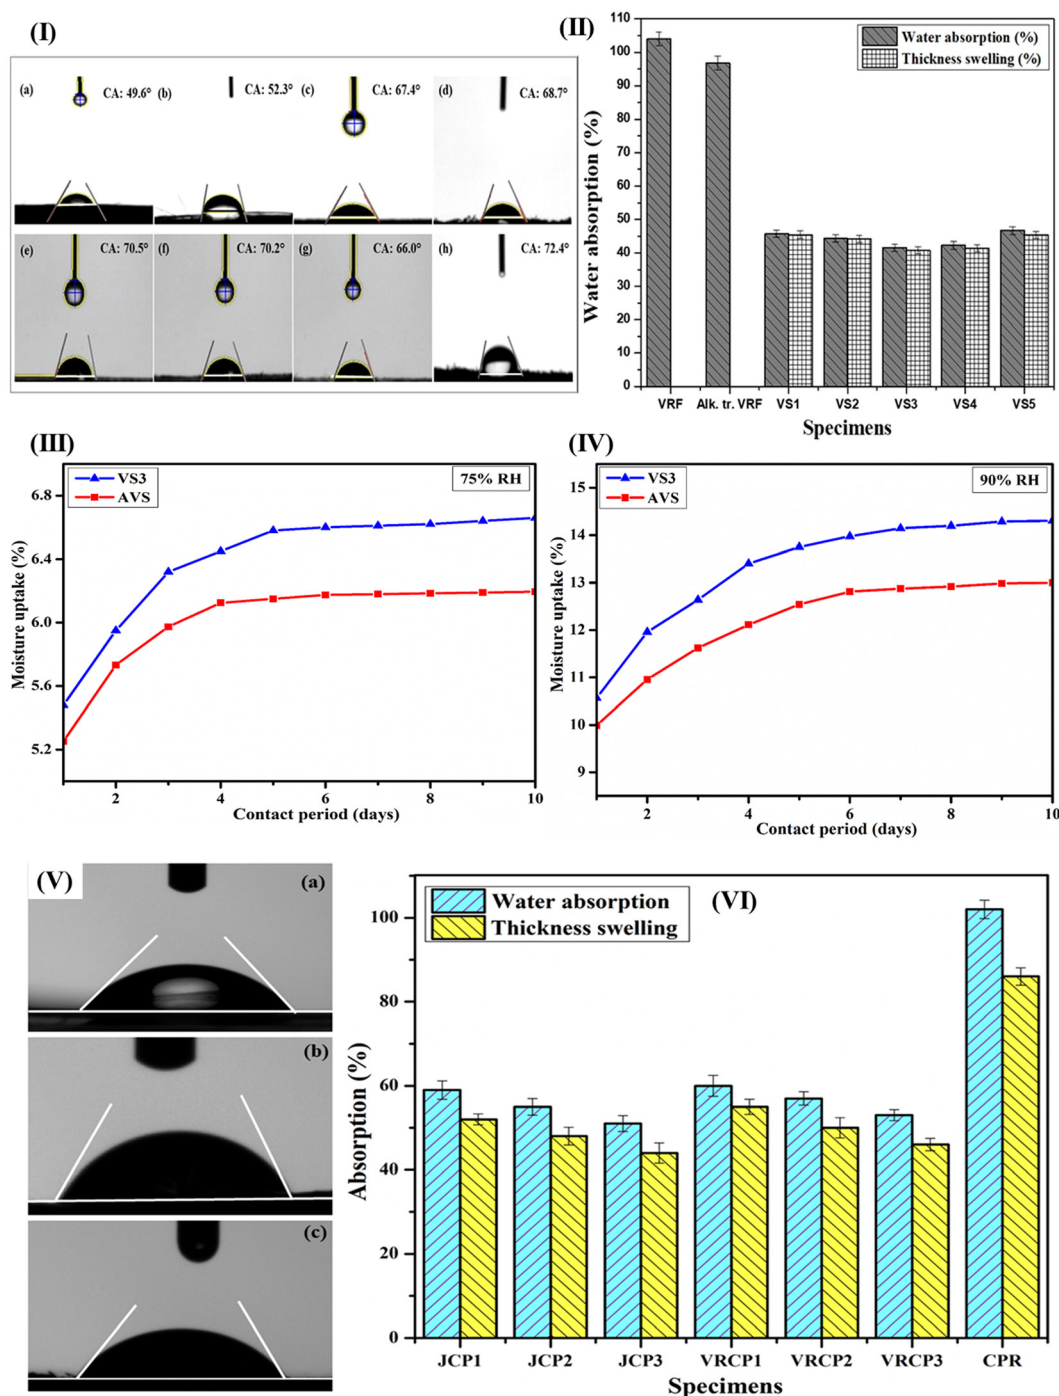 (I)
(a) CA: 49.6° (b) CA: 52.3° (c) CA: 67.4° (d) CA: 68.7°
(e) CA: 70.5° (f) CA: 70.2° (g) CA: 66.0° (h) CA: 72.4°
(II)
Water absorption (%)
Thickness swelling (%)
110
100
90
80
70
60
50
40
30
20
10
0
Water absorption (%)
VRF Alk. tr. VRF VS1 VS2 VS3 VS4 VS5
Specimens
(III)
VS3
AVS
75% RH
6.8
6.4
6.0
5.6
5.2
Moisture uptake (%)
2 4 6 8 10
Contact period (days)
(IV)
VS3
AVS
90% RH
15
14
13
12
11
10
9
Moisture uptake (%)
2 4 6 8 10
Contact period (days)
(V)
(a)
(b)
(c)
(VI)
Water absorption
Thickness swelling
100
80
60
40
20
0
Absorption (%)
JCP1 JCP2 JCP3 VRCP1 VRCP2 VRCP3 CPR
Specimens